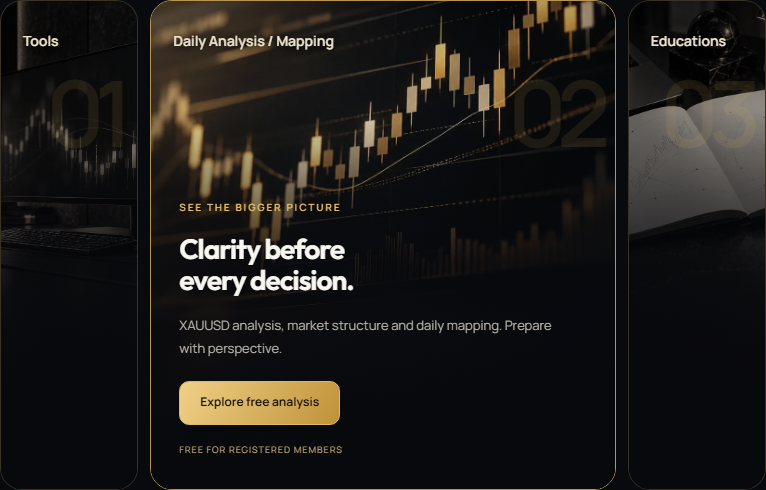 Tools
01
Daily Analysis / Mapping
02
SEE THE BIGGER PICTURE
Clarity before
every decision.
XAUUSD analysis, market structure and daily mapping. Prepare
with perspective.
Explore free analysis
FREE FOR REGISTERED MEMBERS
Educations
03